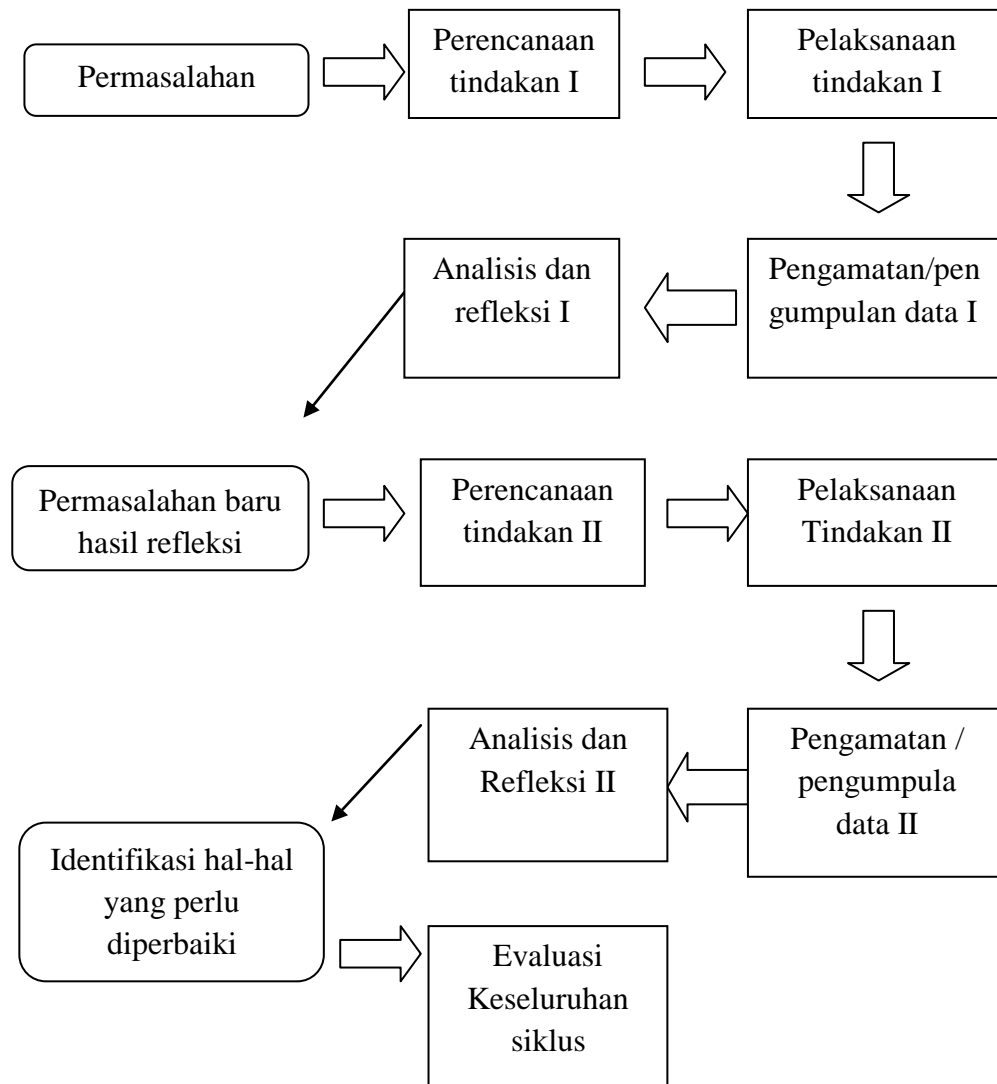 Permasalahan
Perencanaan
tindakan I
Pelaksanaan
tindakan I
Analisis dan
refleksi I
Pengamatan/pen
gumpulan data I
Permasalahan baru
hasil refleksi
Perencanaan
tindakan II
Pelaksanaan
Tindakan II
Analisis dan
Refleksi II
Pengamatan /
pengumpula
data II
Identifikasi hal-hal
yang perlu
diperbaiki
Evaluasi
Keseluruhan
siklus